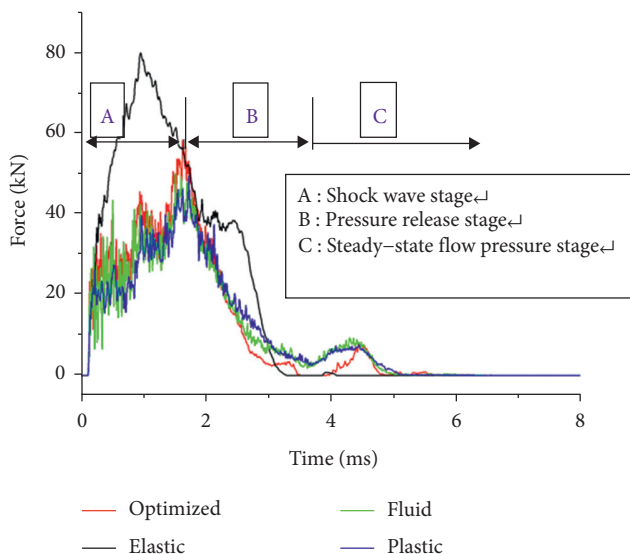 80
60
40
20
0
Force (kN)
A
B
C
A : Shock wave stage↵
B : Pressure release stage↵
C : Steady−state flow pressure stage↵
0
2
4
6
8
Time (ms)
Optimized
Fluid
Elastic
Plastic